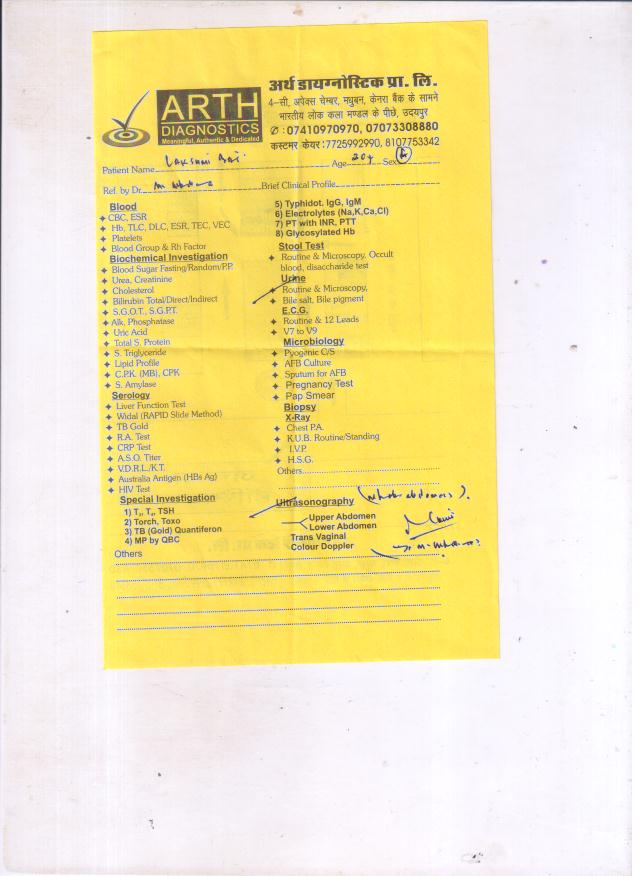 ARTH
DIAGNOSTICS
Meaningful, Authentic & Dedicated
अर्थ डायग्नोस्टिक प्रा. लि.
4-सी, अपेक्स चेम्बर, मधुबन, केनरा बैंक के सामने
भारतीय लोक कला मण्डल के पीछे, उदयपुर
✆ : 07410970970, 07073308880
कस्टमर केयर : 7725992990, 8107753342
Patient Name Lakshmi Bai Age 20y Sex F
Ref. by Dr. Brief Clinical Profile
Blood
✦ CBC, ESR
✦ Hb, TLC, DLC, ESR, TEC, VEC
✦ Platelets
✦ Blood Group & Rh Factor
Biochemical Investigation
✦ Blood Sugar Fasting/Random/P.P.
✦ Urea, Creatinine
✦ Cholesterol
✦ Bilirubin Total/Direct/Indirect
✦ S.G.O.T., S.G.P.T.
✦ Alk. Phosphatase
✦ Uric Acid
✦ Total S. Protein
✦ S. Triglyceride
✦ Lipid Profile
✦ C.P.K. (MB), CPK
✦ S. Amylase
Serology
✦ Liver Function Test
✦ Widal (RAPID Slide Method)
✦ TB Gold
✦ R.A. Test
✦ CRP Test
✦ A.S.O. Titer
✦ V.D.R.L./K.T.
✦ Australia Antigen (HBs Ag)
✦ HIV Test
Special Investigation
1) T₃, T₄, TSH
2) Torch, Toxo
3) TB (Gold) Quantiferon
4) MP by QBC
5) Typhidot. IgG, IgM
6) Electrolytes (Na,K,Ca,Cl)
7) PT with INR, PTT
8) Glycosylated Hb
Stool Test
✦ Routine & Microscopy, Occult
blood, disaccharide test
Urine
✦ Routine & Microscopy,
✦ Bile salt, Bile pigment
E.C.G.
✦ Routine & 12 Leads
✦ V7 to V9
Microbiology
✦ Pyogenic C/S
✦ AFB Culture
✦ Sputum for AFB
✦ Pregnancy Test
✦ Pap Smear
Biopsy
X-Ray
✦ Chest P.A.
✦ K.U.B. Routine/Standing
✦ I.V.P.
✦ H.S.G.
Others
Ultrasonography (whole abdomen).
Upper Abdomen
Lower Abdomen
Trans Vaginal
Colour Doppler
Others